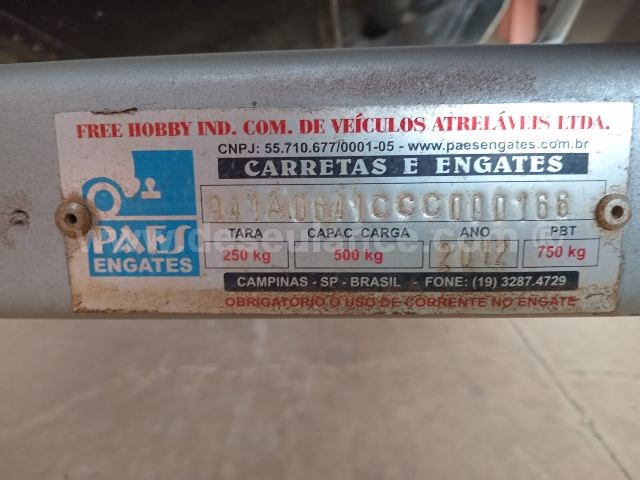 FREE HOBBY IND. COM. DE VEÍCULOS ATRELÁVEIS LTDA.
CNPJ: 55.710.677/0001-05 - www.paesengates.com.br
CARRETAS E ENGATES
941A0641CCC000166
PAES
ENGATES
TARA CAPAC. CARGA ANO PBT
250 kg 500 kg 2012 750 kg
CAMPINAS - SP - BRASIL - FONE: (19) 3287.4729
OBRIGATÓRIO O USO DE CORRENTE NO ENGATE